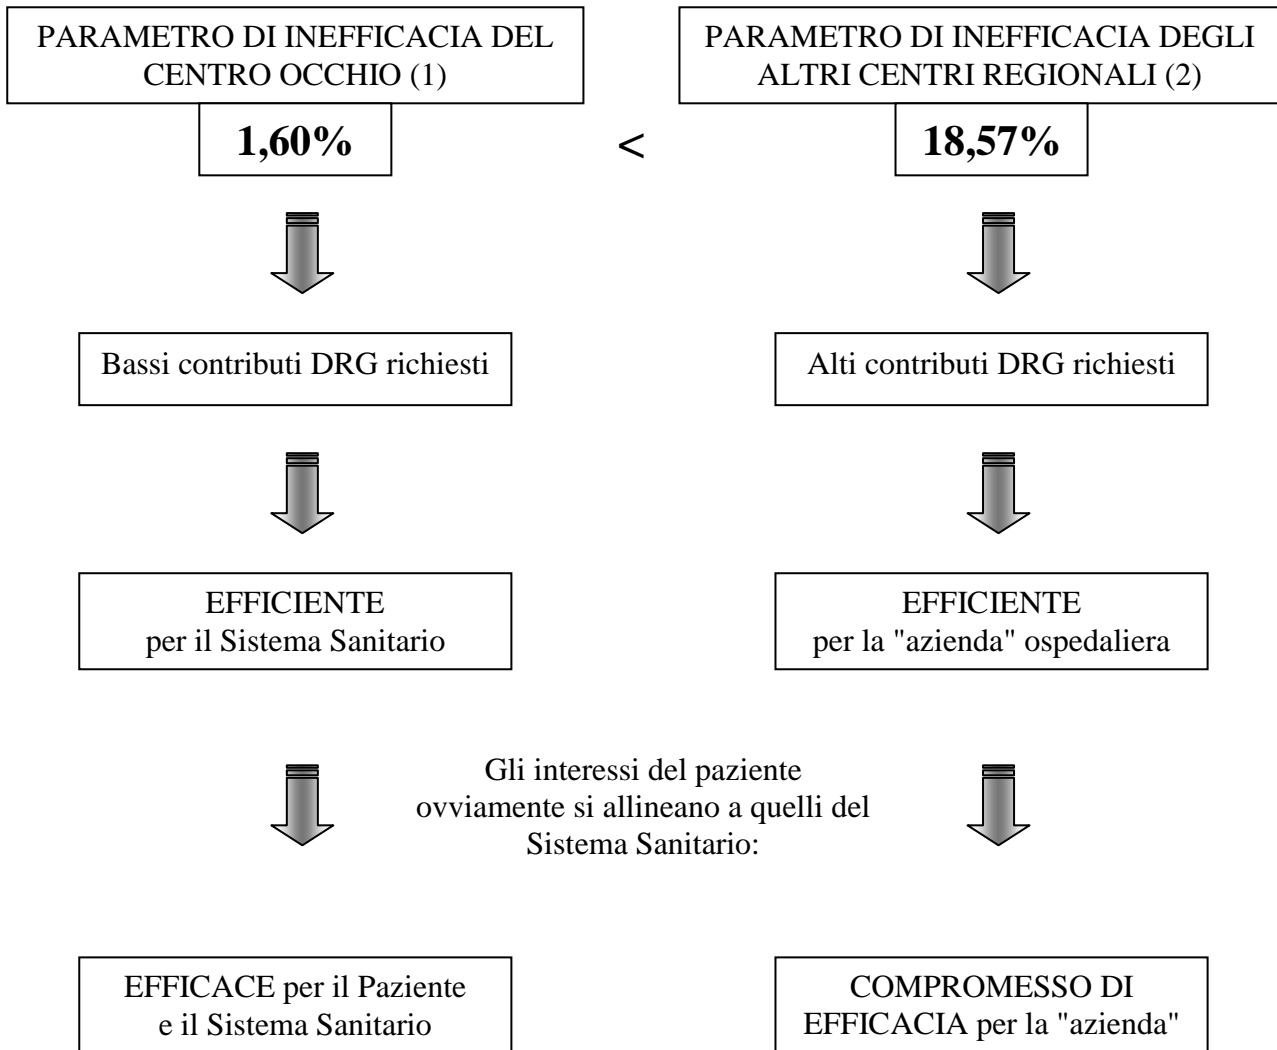 PARAMETRO DI INEFFICACIA DEL
CENTRO OCCHIO (1)
1,60%
<
PARAMETRO DI INEFFICACIA DEGLI
ALTRI CENTRI REGIONALI (2)
18,57%
Bassi contributi DRG richiesti
Alti contributi DRG richiesti
EFFICIENTE
per il Sistema Sanitario
EFFICIENTE
per la "azienda" ospedaliera
Gli interessi del paziente
ovviamente si allineano a quelli del
Sistema Sanitario:
EFFICACE per il Paziente
e il Sistema Sanitario
COMPROMESSO DI
EFFICACIA per la "azienda"